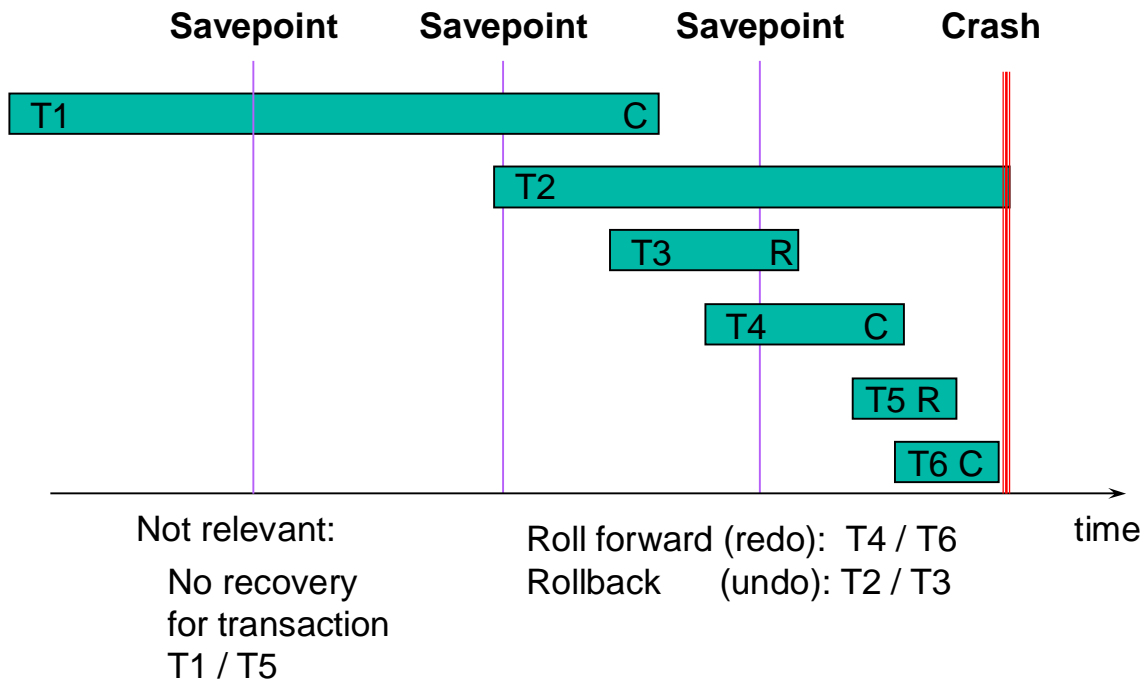 Savepoint Savepoint Savepoint Crash
T1 C
T2
T3 R
T4 C
T5 R
T6 C
time
Not relevant:
No recovery
for transaction
T1 / T5
Roll forward (redo): T4 / T6
Rollback (undo): T2 / T3